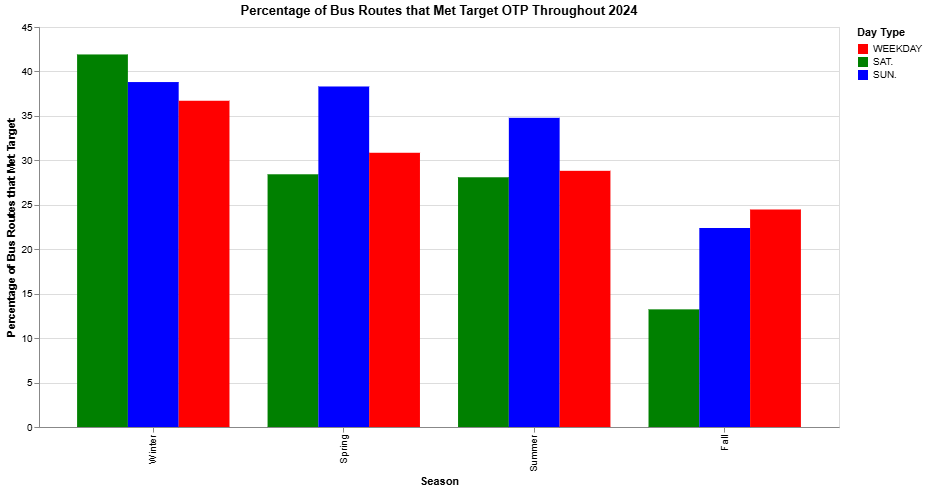 Percentage of Bus Routes that Met Target OTP Throughout 2024
Day Type
WEEKDAY
SAT.
SUN.
Percentage of Bus Routes that Met Target
45
40
35
30
25
20
15
10
5
0
Winter
Spring
Summer
Fall
Season